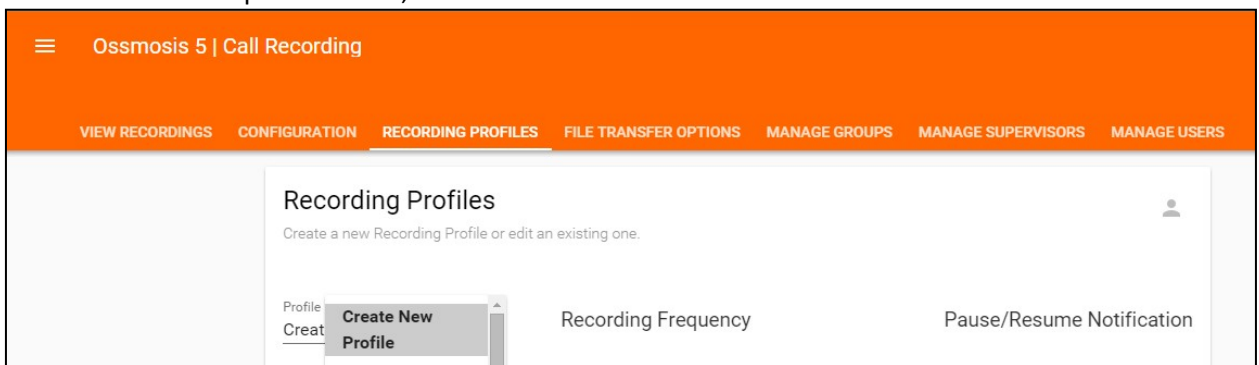 Ossmosis 5 | Call Recording
VIEW RECORDINGS CONFIGURATION RECORDING PROFILES FILE TRANSFER OPTIONS MANAGE GROUPS MANAGE SUPERVISORS MANAGE USERS
Recording Profiles
Create a new Recording Profile or edit an existing one.
Profile
Creat
Create New
Profile
Recording Frequency
Pause/Resume Notification